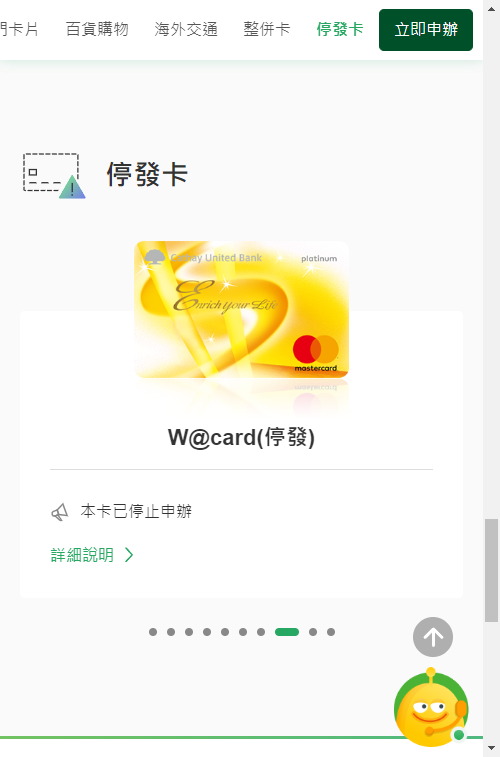 門卡片 百貨購物 海外交通 整併卡 停發卡 立即申辦
停發卡
Cathay United Bank platinum
Enrich your Life
mastercard
W@card(停發)
本卡已停止申辦
詳細說明